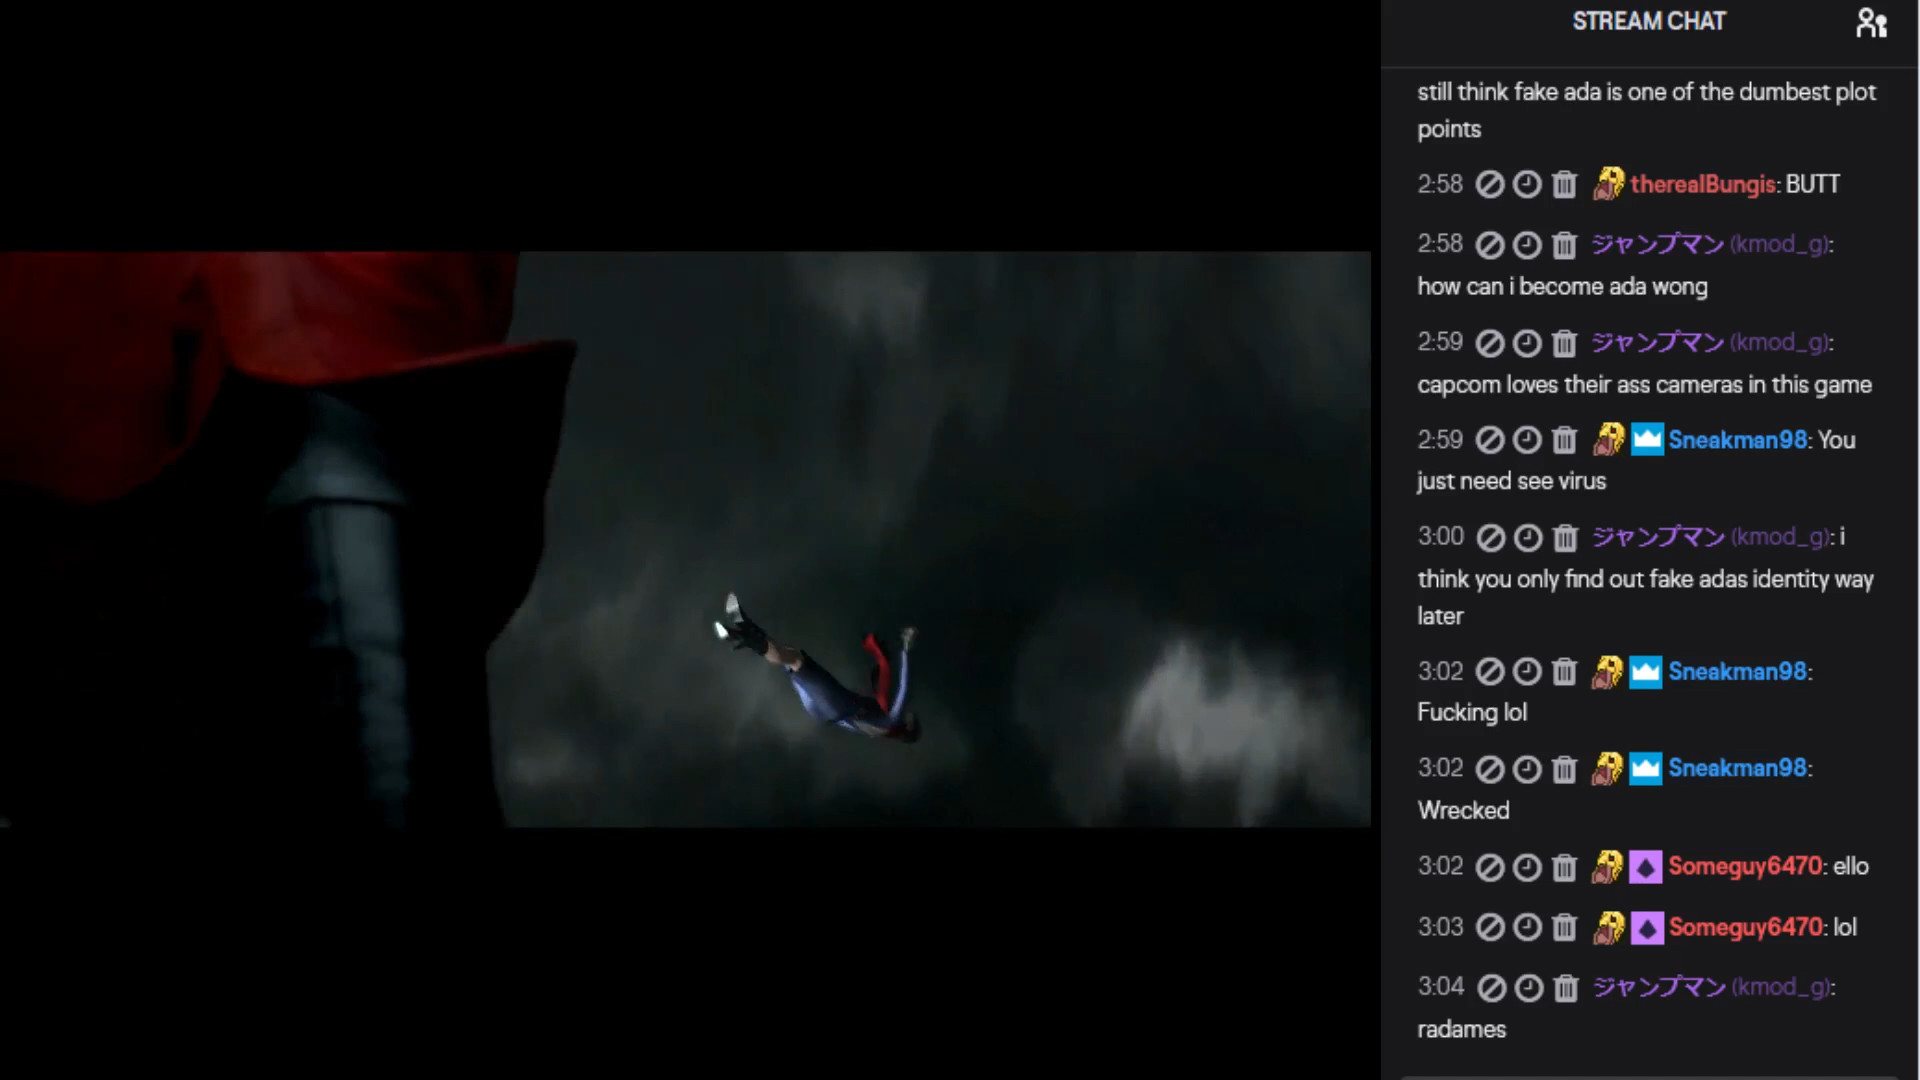 STREAM CHAT
still think fake ada is one of the dumbest plot
points
2:58 therealBungis: BUTT
2:58 ジャンプマン (kmod_g):
how can i become ada wong
2:59 ジャンプマン (kmod_g):
capcom loves their ass cameras in this game
2:59 Sneakman98: You
just need see virus
3:00 ジャンプマン (kmod_g): i
think you only find out fake adas identity way
later
3:02 Sneakman98:
Fucking lol
3:02 Sneakman98:
Wrecked
3:02 Someguy6470: ello
3:03 Someguy6470: lol
3:04 ジャンプマン (kmod_g):
radames